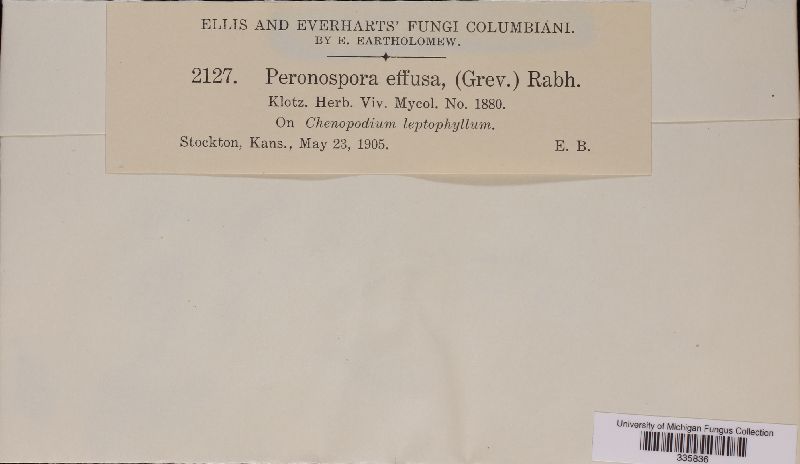 ELLIS AND EVERHARTS' FUNGI COLUMBIANI.
BY E. BARTHOLOMEW.
2127. Peronospora effusa, (Grev.) Rabh.
Klotz. Herb. Viv. Mycol. No. 1880.
On Chenopodium leptophyllum.
Stockton, Kans., May 23, 1905. E. B.
University of Michigan Fungus Collection
335836